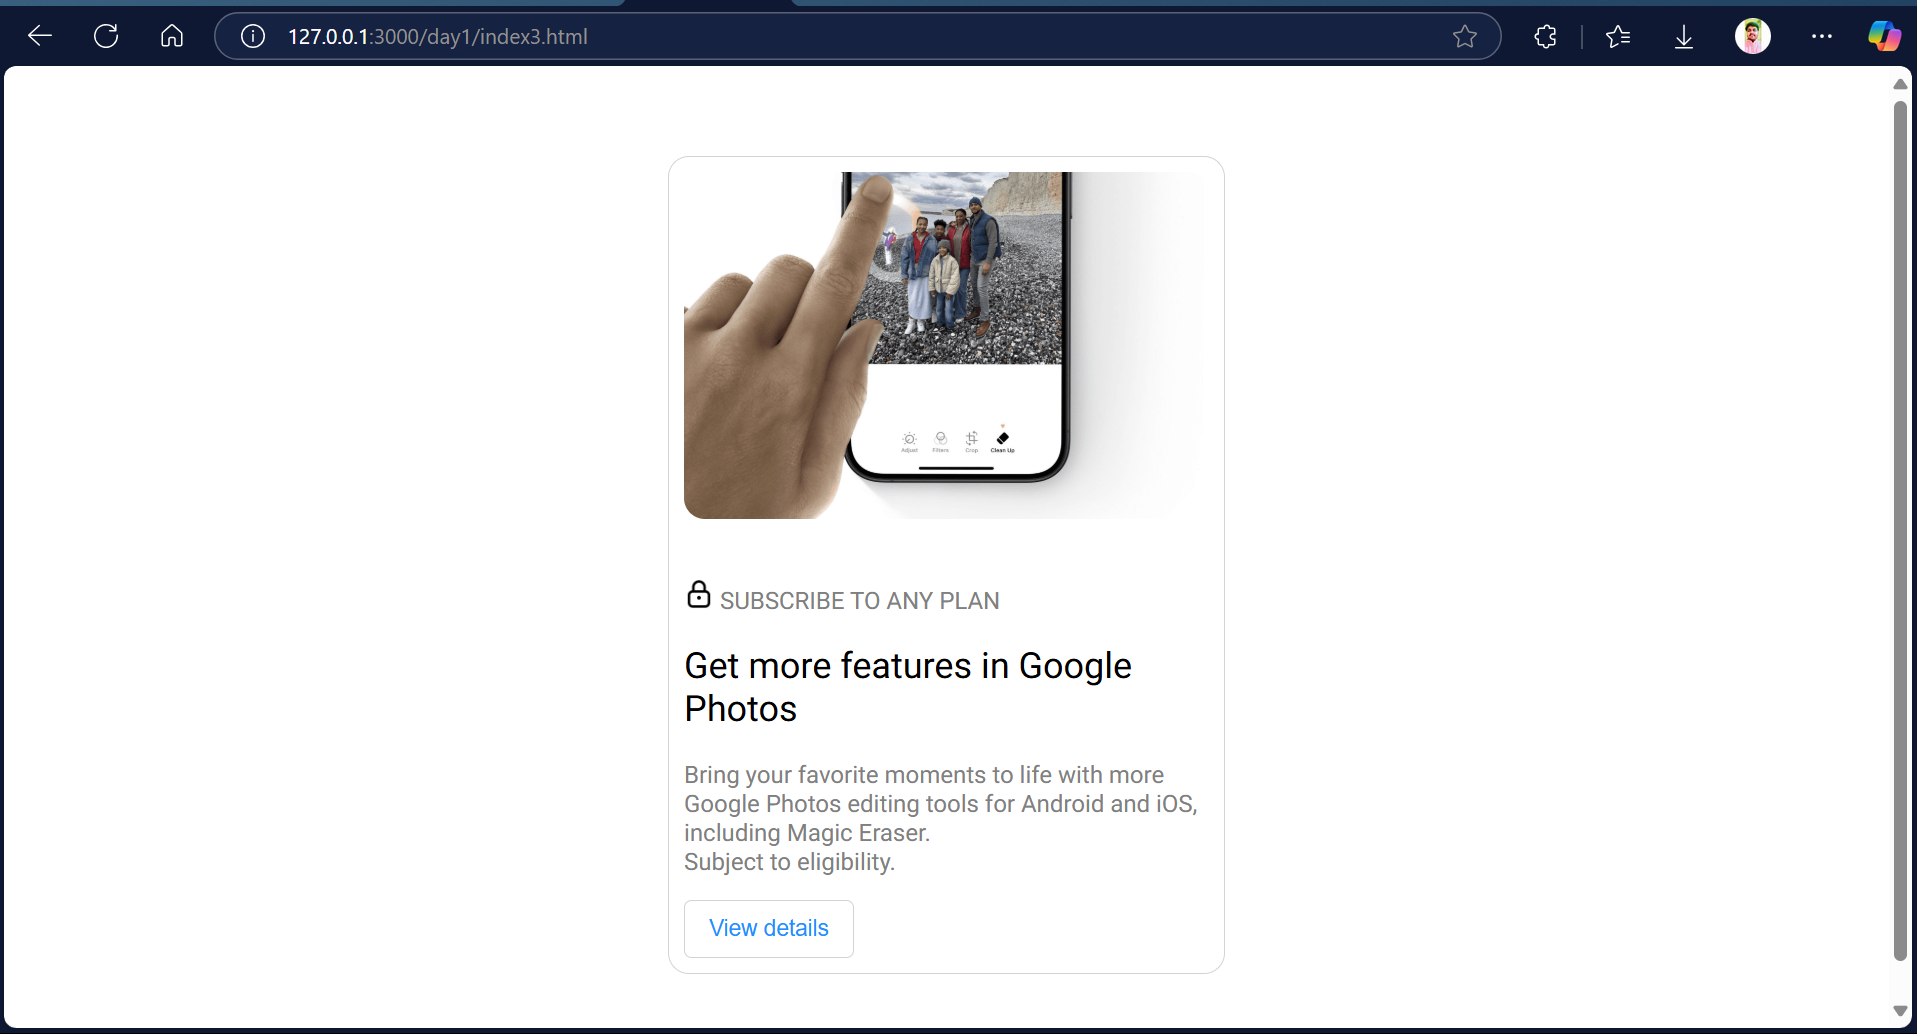 127.0.0.1:3000/day1/index3.html
Adjust Filters Crop Clean Up
SUBSCRIBE TO ANY PLAN
Get more features in Google
Photos
Bring your favorite moments to life with more
Google Photos editing tools for Android and iOS,
including Magic Eraser.
Subject to eligibility.
View details